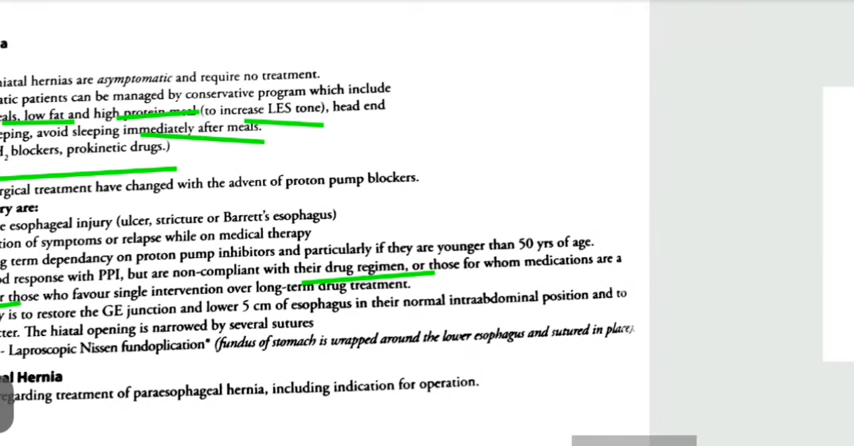 a
hiatal hernias are asymptomatic and require no treatment.
atic patients can be managed by conservative program which include
als, low fat and high protein meal (to increase LES tone), head end
eping, avoid sleeping immediately after meals.
H₂ blockers, prokinetic drugs.)
rgical treatment have changed with the advent of proton pump blockers.
ry are:
e esophageal injury (ulcer, stricture or Barrett's esophagus)
tion of symptoms or relapse while on medical therapy
g term dependancy on proton pump inhibitors and particularly if they are younger than 50 yrs of age.
d response with PPI, but are non-compliant with their drug regimen, or those for whom medications are a
r those who favour single intervention over long-term drug treatment.
y is to restore the GE junction and lower 5 cm of esophagus in their normal intraabdominal position and to
ter. The hiatal opening is narrowed by several sutures
- Laproscopic Nissen fundoplication* (fundus of stomach is wrapped around the lower esophagus and sutured in place).
al Hernia
regarding treatment of paraesophageal hernia, including indication for operation.